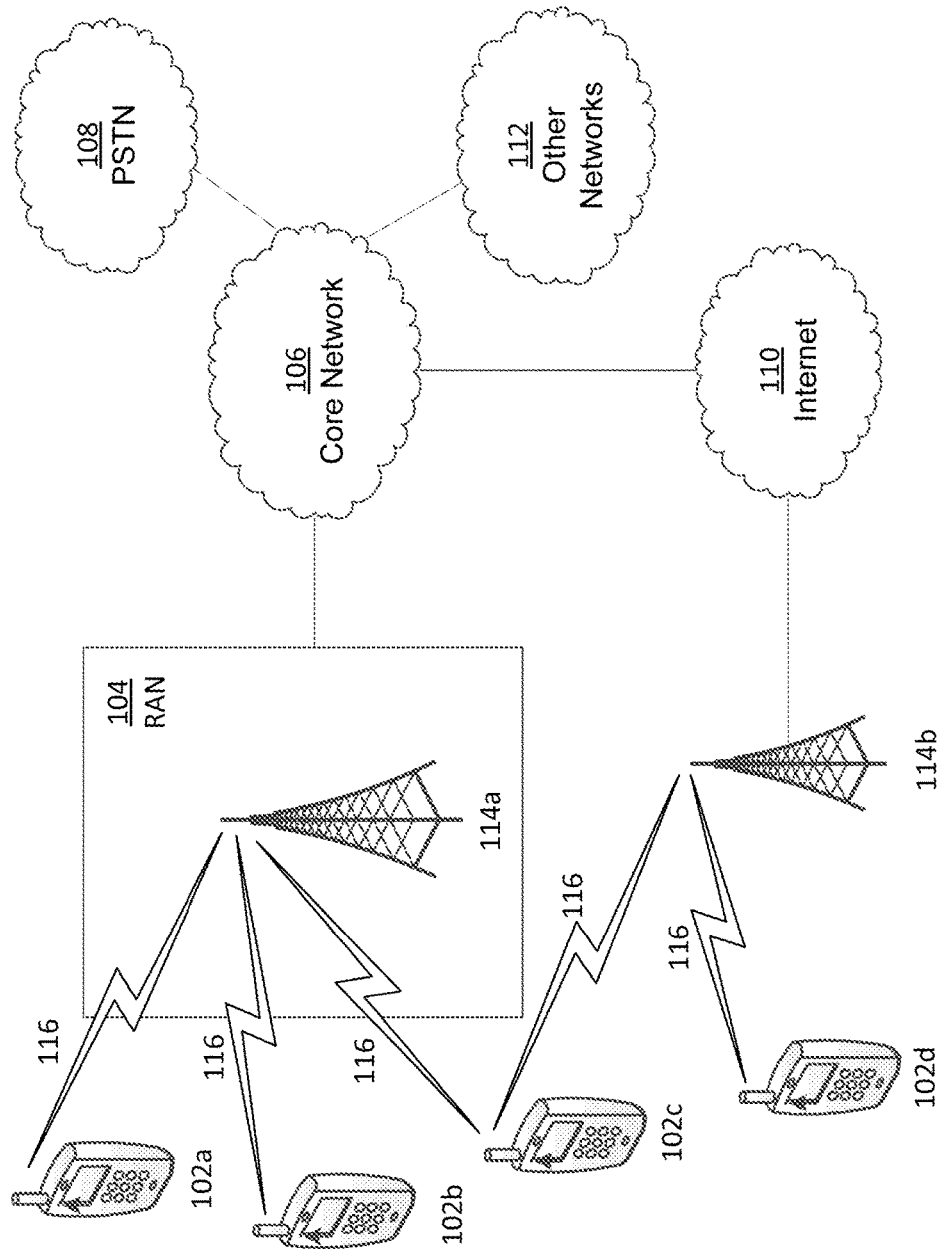 102a
116
102b
116
116
102c
116
102d
116
104
RAN
114a
114b
106
Core Network
108
PSTN
112
Other
Networks
110
Internet